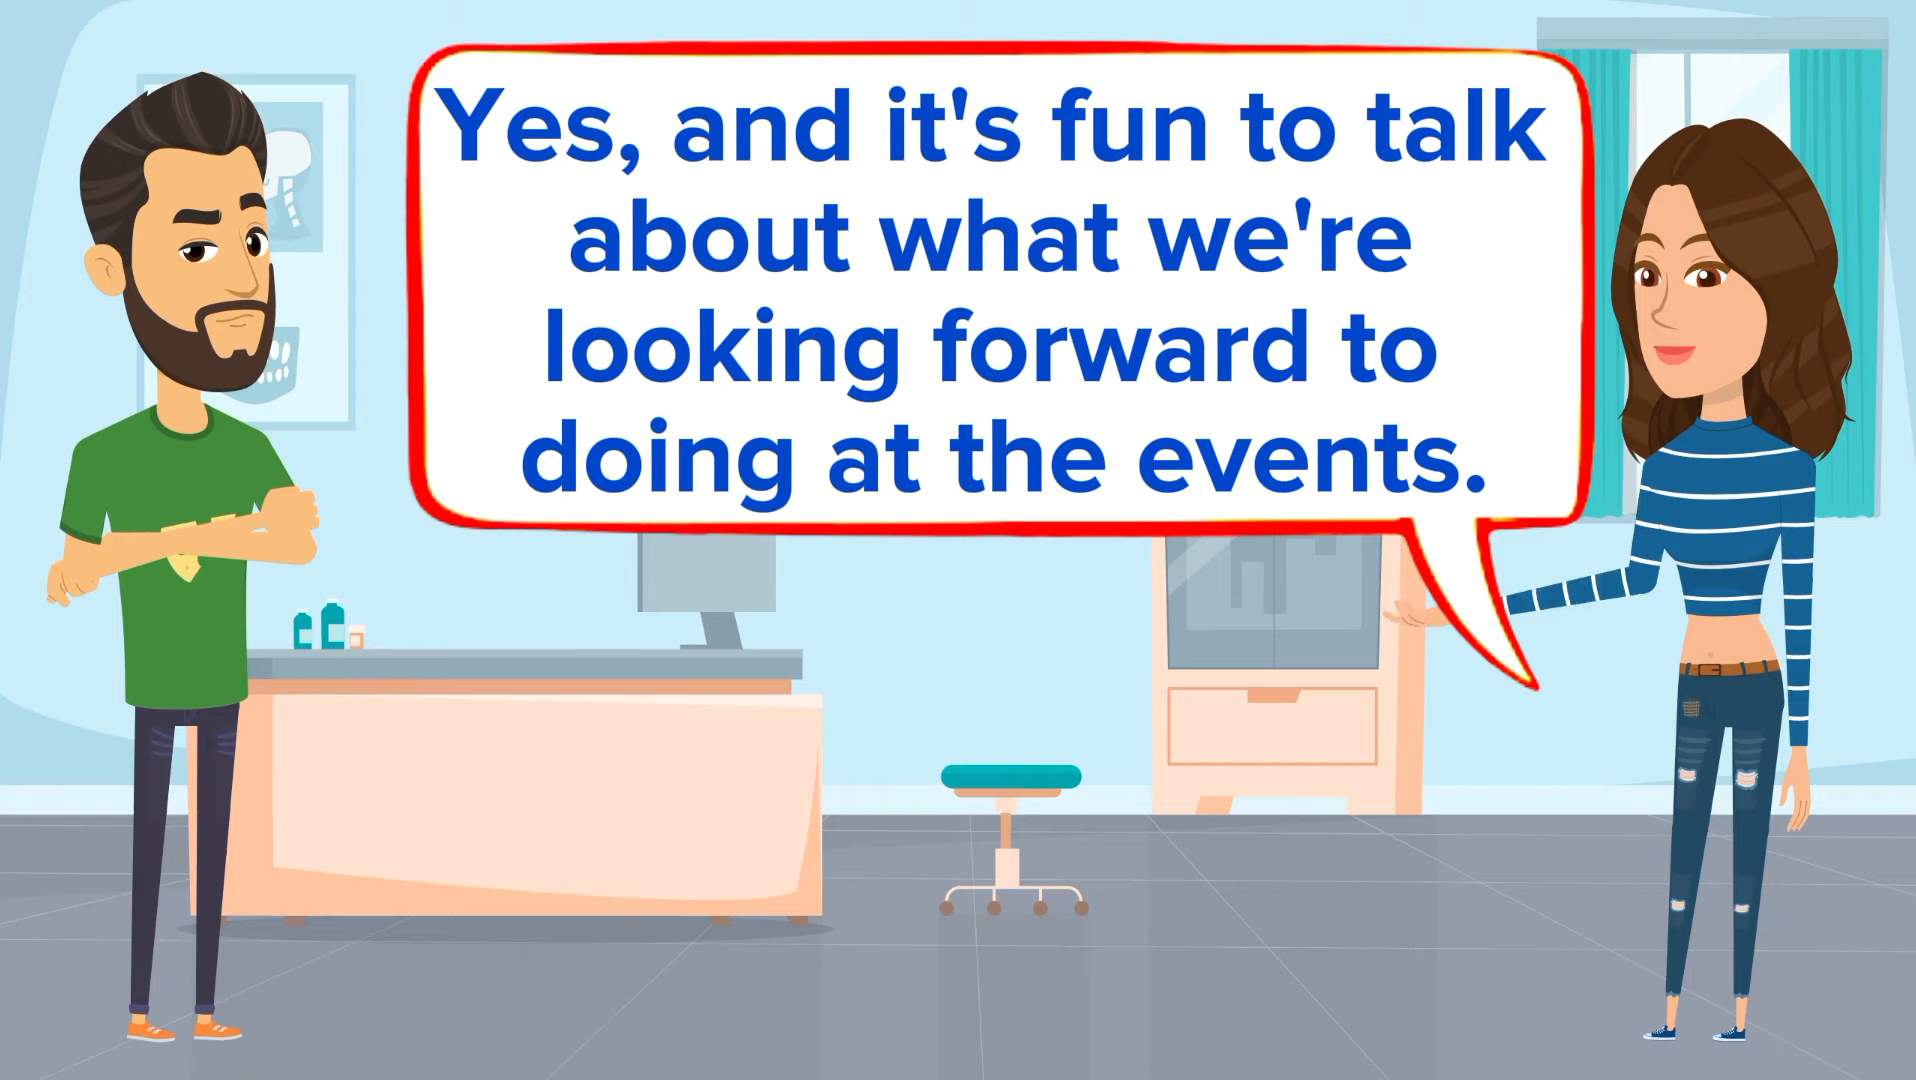 Yes, and it's fun to talk
about what we're
looking forward to
doing at the events.